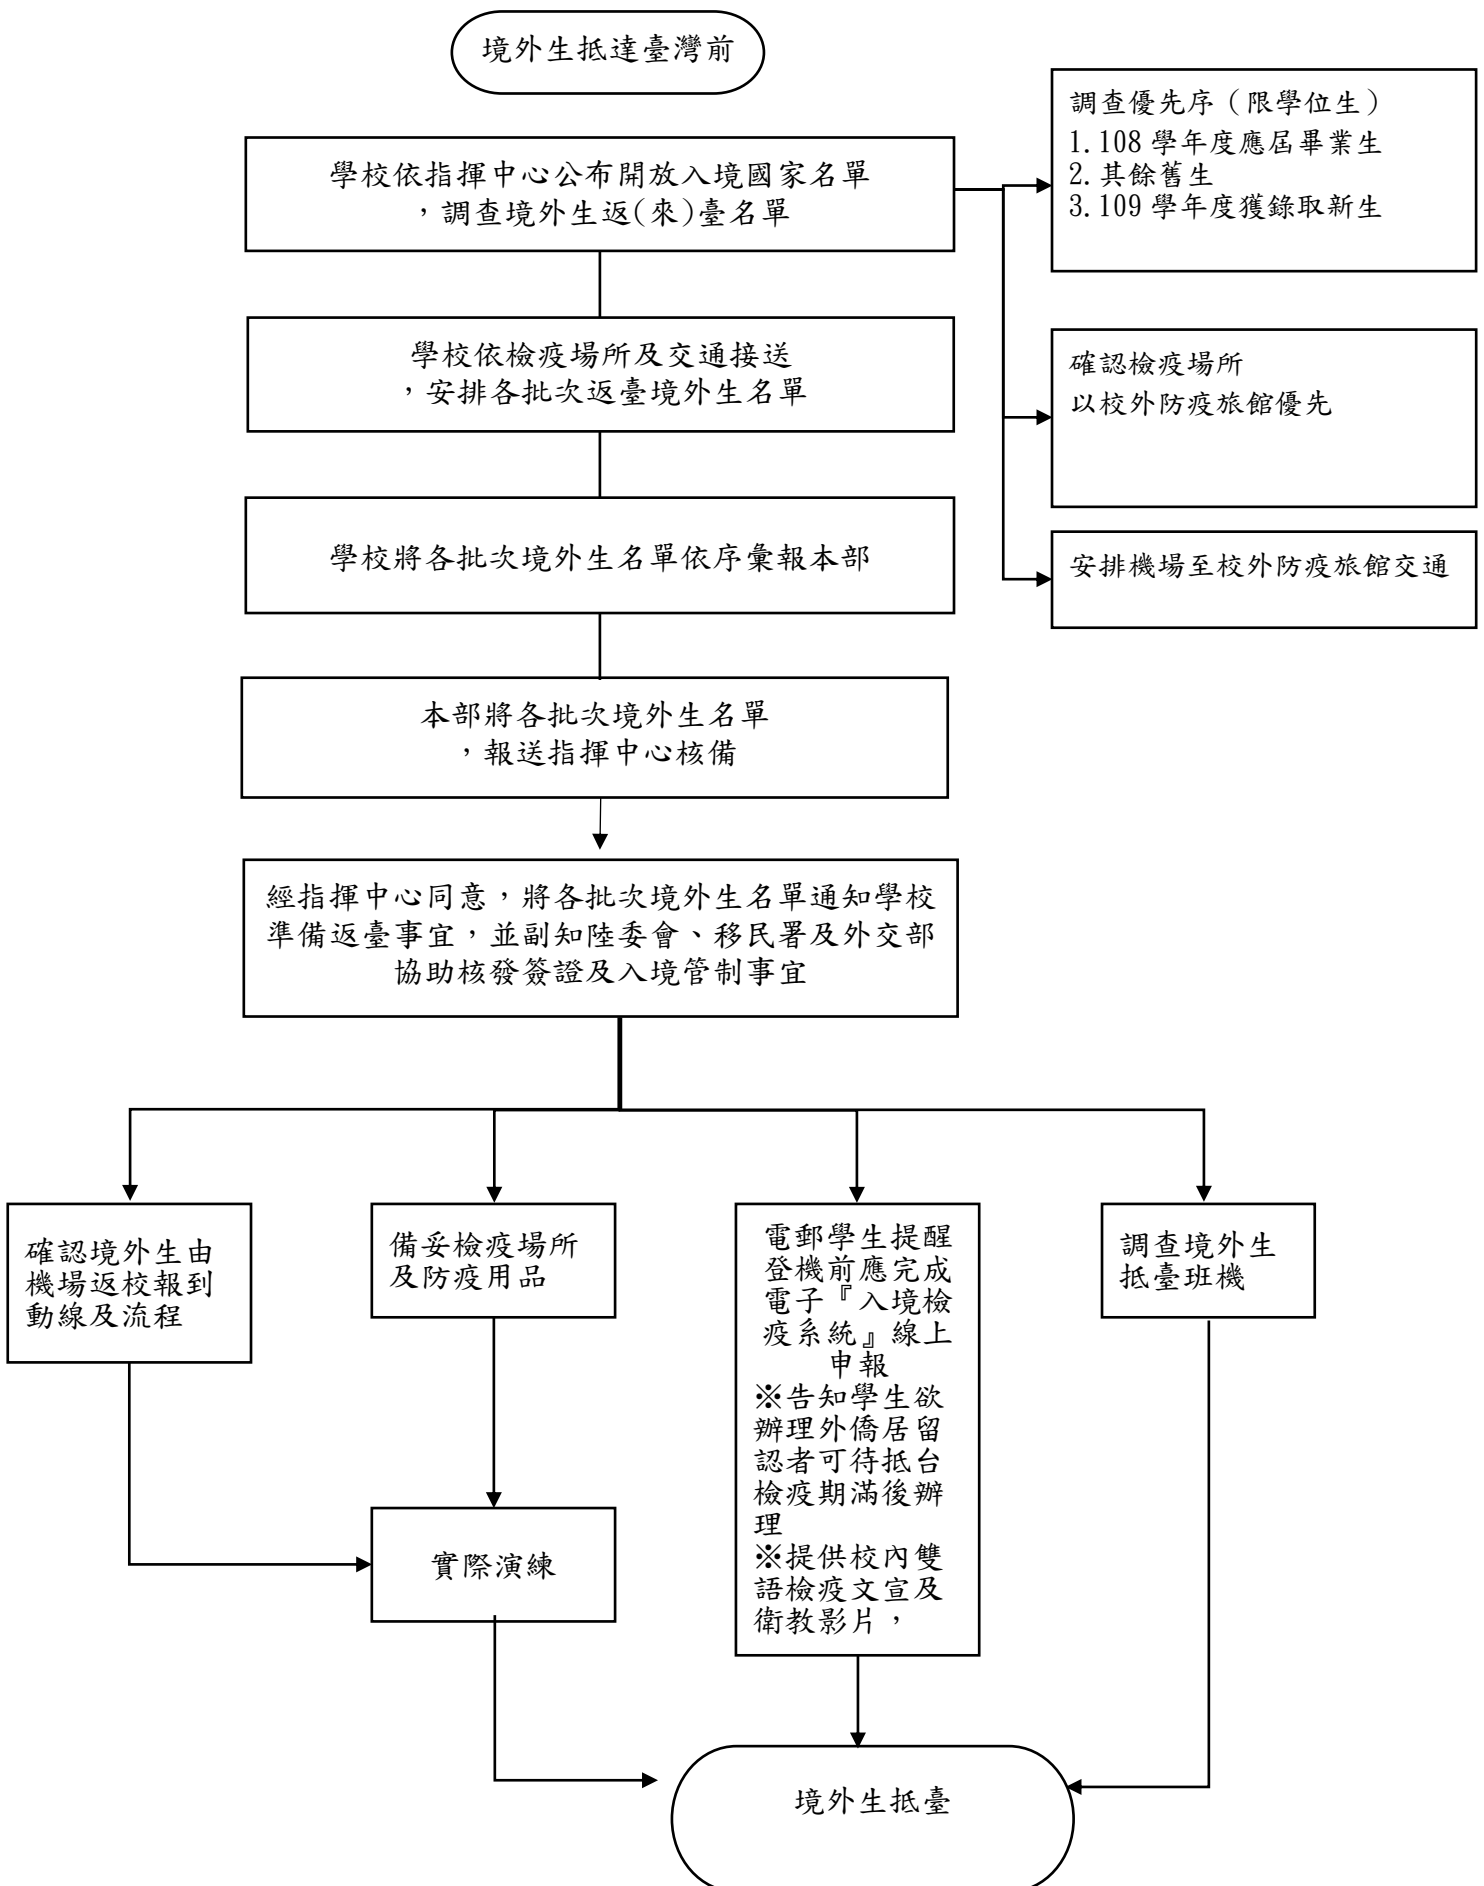 境外生抵達臺灣前
學校依指揮中心公布開放入境國家名單
，調查境外生返(來)臺名單
調查優先序（限學位生）
1.108 學年度應屆畢業生
2.其餘舊生
3.109 學年度獲錄取新生
學校依檢疫場所及交通接送
，安排各批次返臺境外生名單
確認檢疫場所
以校外防疫旅館優先
學校將各批次境外生名單依序彙報本部
安排機場至校外防疫旅館交通
本部將各批次境外生名單
，報送指揮中心核備
經指揮中心同意，將各批次境外生名單通知學校
準備返臺事宜，並副知陸委會、移民署及外交部
協助核發簽證及入境管制事宜
確認境外生由
機場返校報到
動線及流程
備妥檢疫場所
及防疫用品
電郵學生提醒
登機前應完成
電子『入境檢
疫系統』線上
申報
※告知學生欲
辦理外僑居留
認者可待抵台
檢疫期滿後辦
理
※提供校內雙
語檢疫文宣及
衛教影片，
調查境外生
抵臺班機
實際演練
境外生抵臺